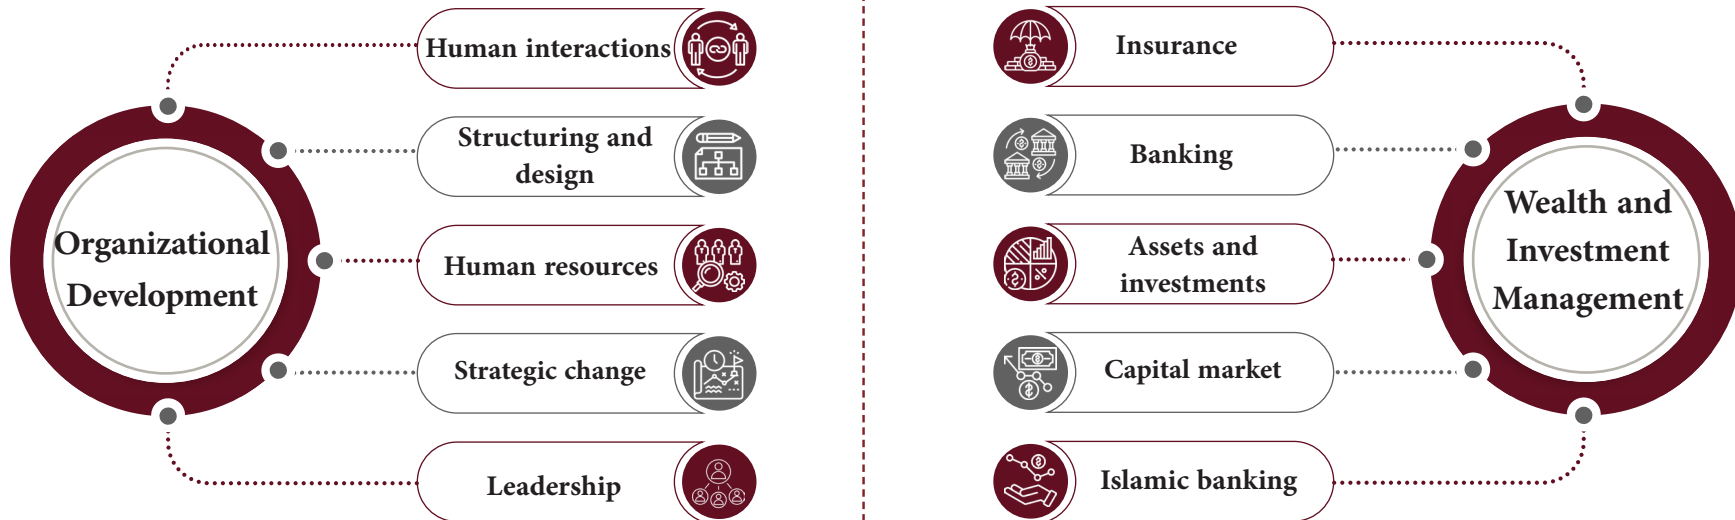 Human interactions
Structuring and
design
Organizational
Development
Human resources
Strategic change
Leadership
Insurance
Banking
Assets and
investments
Wealth and
Investment
Management
Capital market
Islamic banking